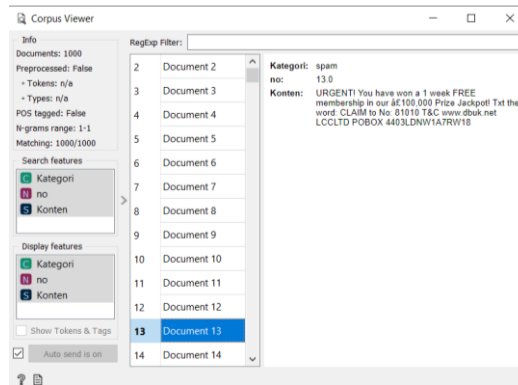 Corpus Viewer
Info
Documents: 1000
Preprocessed: False
◦ Tokens: n/a
◦ Types: n/a
POS tagged: False
N-grams range: 1-1
Matching: 1000/1000
Search features
C Kategori
N no
S Konten
Display features
C Kategori
N no
S Konten
Show Tokens & Tags
Auto send is on
RegExp Filter:
2 Document 2
3 Document 3
4 Document 4
5 Document 5
6 Document 6
7 Document 7
8 Document 8
9 Document 9
10 Document 10
11 Document 11
12 Document 12
13 Document 13
14 Document 14
Kategori: spam
no: 13.0
Konten: URGENT! You have won a 1 week FREE
membership in our å£100,000 Prize Jackpot! Txt the
word: CLAIM to No: 81010 T&C www.dbuk.net
LCCLTD POBOX 4403LDNW1A7RW18